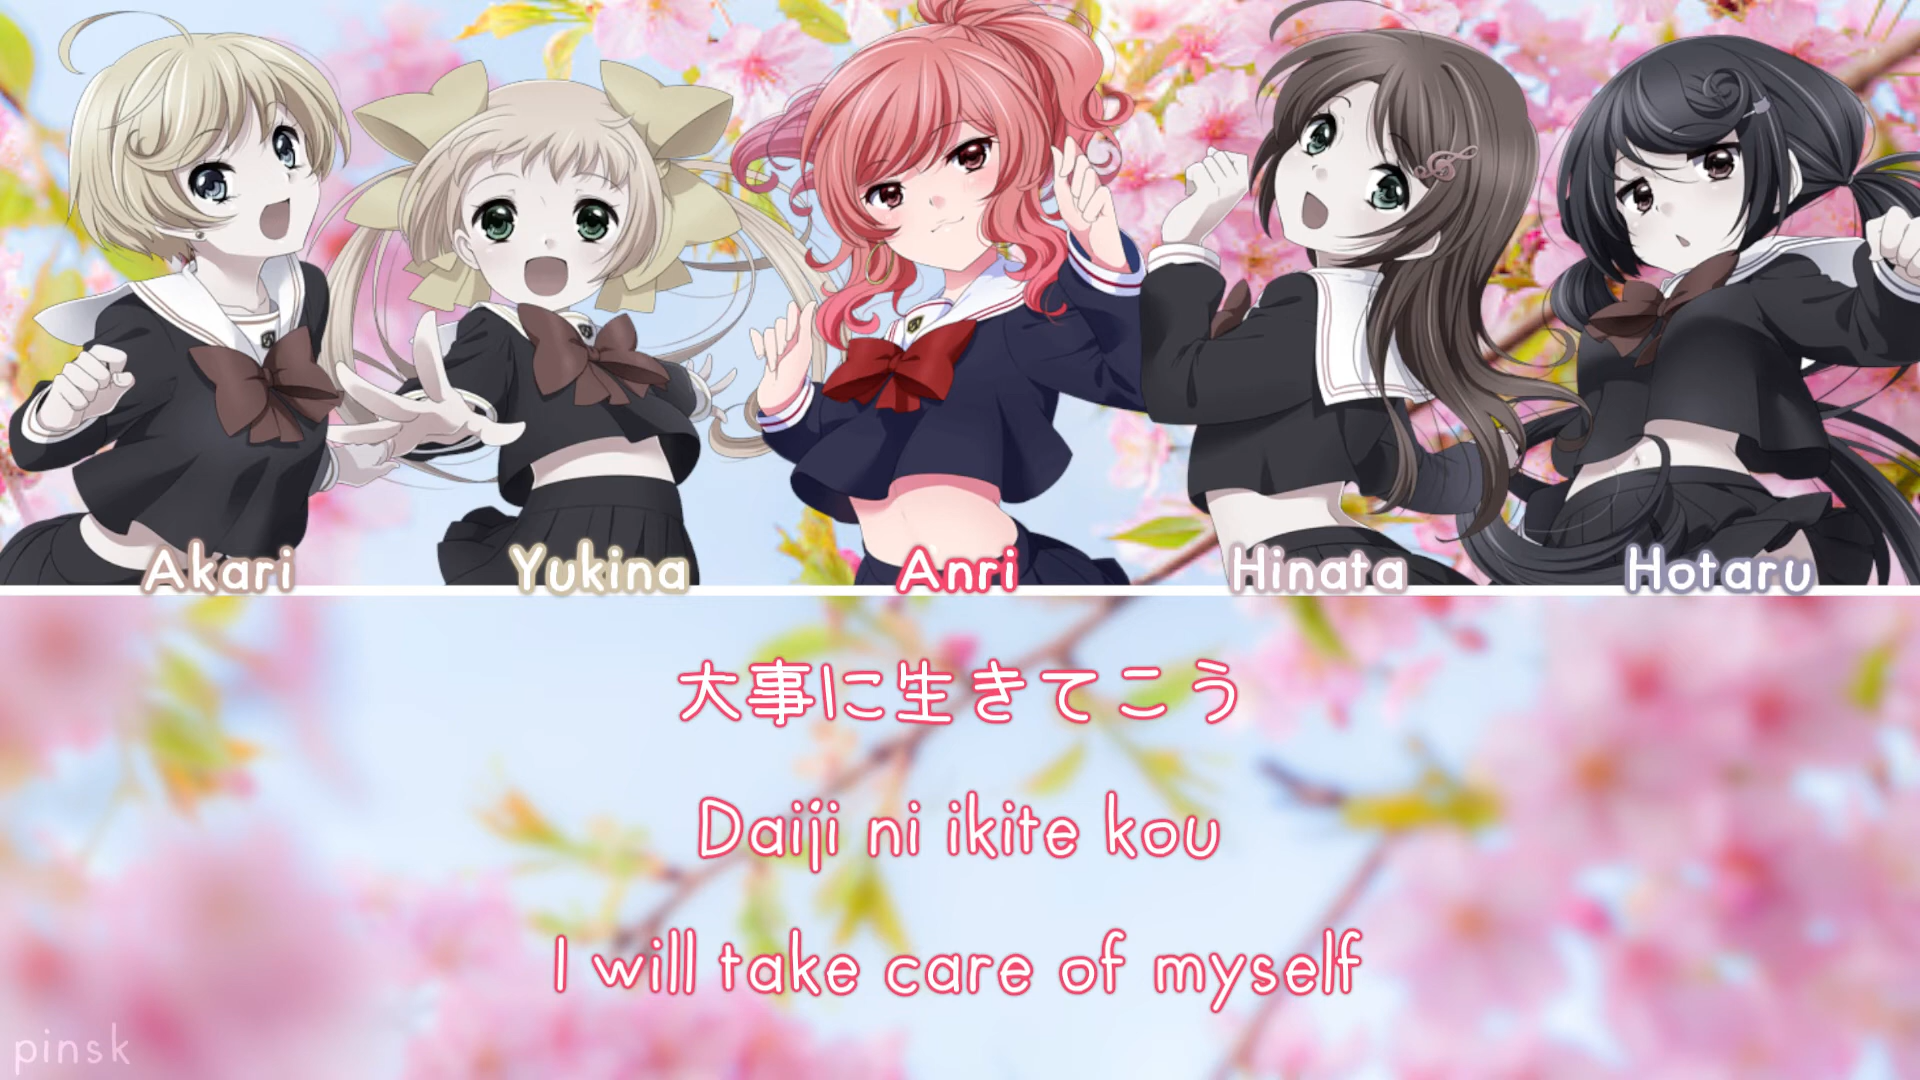 Akari Yukina Anri Hinata Hotaru
大事に生きてこう
Daiji ni ikite kou
I will take care of myself
pinsk